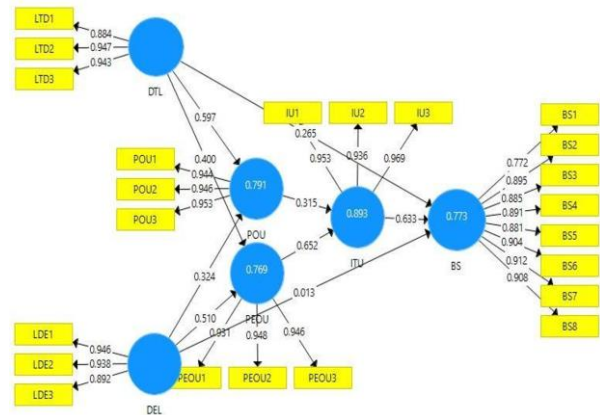 LTD1
LTD2
LTD3
0.884
0.947
0.943
DTL
0.597
0.400
0.265
IU1
IU2
IU3
0.953
0.936
0.969
POU1
POU2
POU3
0.944
0.946
0.953
0.791
POU
0.315
0.893
ITU
0.633
0.652
0.773
BS
BS1
BS2
BS3
BS4
BS5
BS6
BS7
BS8
0.772
0.895
0.885
0.891
0.881
0.904
0.912
0.908
0.324
0.769
PEOU
0.510
0.013
0.931
0.948
0.946
PEOU1
PEOU2
PEOU3
LDE1
LDE2
LDE3
0.946
0.938
0.892
DEL